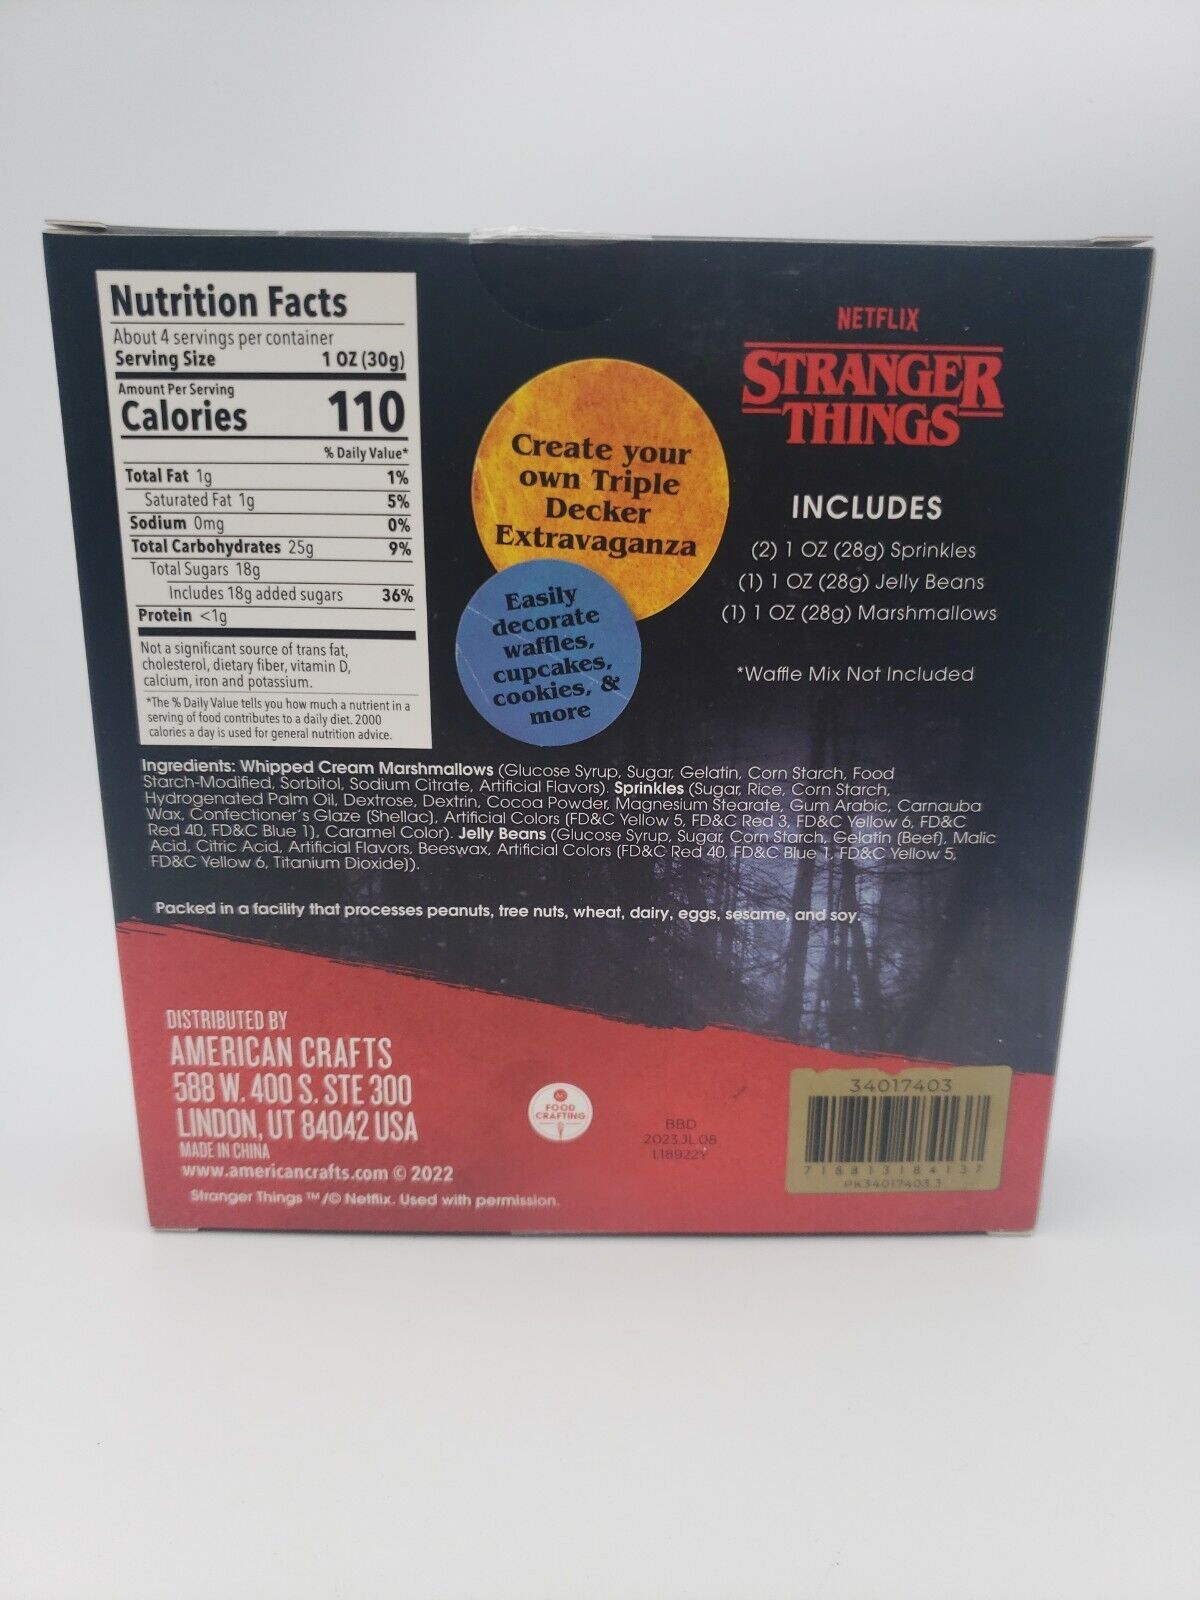 Nutrition Facts
About 4 servings per container
Serving Size 1 OZ (30g)
Amount Per Serving
Calories 110
% Daily Value*
Total Fat 1g 1%
Saturated Fat 1g 5%
Sodium 0mg 0%
Total Carbohydrates 25g 9%
Total Sugars 18g
Includes 18g added sugars 36%
Protein <1g
Not a significant source of trans fat,
cholesterol, dietary fiber, vitamin D,
calcium, iron and potassium.
*The % Daily Value tells you how much a nutrient in a
serving of food contributes to a daily diet. 2000
calories a day is used for general nutrition advice.
Create your
own Triple
Decker
Extravaganza
Easily
decorate
waffles,
cupcakes,
cookies, &
more
NETFLIX
STRANGER
THINGS
INCLUDES
(2) 1 OZ (28g) Sprinkles
(1) 1 OZ (28g) Jelly Beans
(1) 1 OZ (28g) Marshmallows
*Waffle Mix Not Included
Ingredients: Whipped Cream Marshmallows (Glucose Syrup, Sugar, Gelatin, Corn Starch, Food
Starch-Modified, Sorbitol, Sodium Citrate, Artificial Flavors). Sprinkles (Sugar, Rice, Corn Starch,
Hydrogenated Palm Oil, Dextrose, Dextrin, Cocoa Powder, Magnesium Stearate, Gum Arabic, Carnauba
Wax, Confectioner's Glaze (Shellac), Artificial Colors (FD&C Yellow 5, FD&C Red 3, FD&C Yellow 6, FD&C
Red 40, FD&C Blue 1), Caramel Color). Jelly Beans (Glucose Syrup, Sugar, Corn Starch, Gelatin (Beef), Malic
Acid, Citric Acid, Artificial Flavors, Beeswax, Artificial Colors (FD&C Red 40, FD&C Blue 1, FD&C Yellow 5,
FD&C Yellow 6, Titanium Dioxide)).
Packed in a facility that processes peanuts, tree nuts, wheat, dairy, eggs, sesame, and soy.
DISTRIBUTED BY
AMERICAN CRAFTS
588 W. 400 S. STE 300
LINDON, UT 84042 USA
MADE IN CHINA
www.americancrafts.com © 2022
Stranger Things ™/© Netflix. Used with permission.
FOOD
CRAFTING
BBD
2023.JL.08
L18922Y
34017403
7 18813 18413 7
PK34017403.3